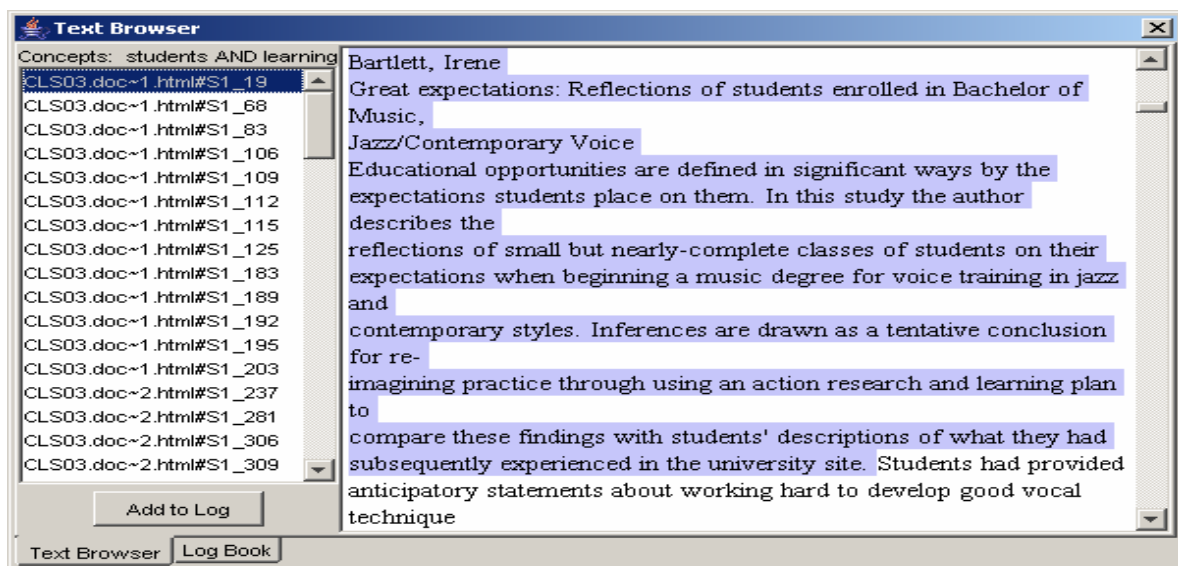 Text Browser
Concepts: students AND learning
CLS03.doc~1.html#S1_19
CLS03.doc~1.html#S1_68
CLS03.doc~1.html#S1_83
CLS03.doc~1.html#S1_106
CLS03.doc~1.html#S1_109
CLS03.doc~1.html#S1_112
CLS03.doc~1.html#S1_115
CLS03.doc~1.html#S1_125
CLS03.doc~1.html#S1_183
CLS03.doc~1.html#S1_189
CLS03.doc~1.html#S1_192
CLS03.doc~1.html#S1_195
CLS03.doc~1.html#S1_203
CLS03.doc~2.html#S1_237
CLS03.doc~2.html#S1_281
CLS03.doc~2.html#S1_306
CLS03.doc~2.html#S1_309
Add to Log
Bartlett, Irene
Great expectations: Reflections of students enrolled in Bachelor of
Music,
Jazz/Contemporary Voice
Educational opportunities are defined in significant ways by the
expectations students place on them. In this study the author
describes the
reflections of small but nearly-complete classes of students on their
expectations when beginning a music degree for voice training in jazz
and
contemporary styles. Inferences are drawn as a tentative conclusion
for re-
imagining practice through using an action research and learning plan
to
compare these findings with students' descriptions of what they had
subsequently experienced in the university site. Students had provided
anticipatory statements about working hard to develop good vocal
technique
Text Browser
Log Book